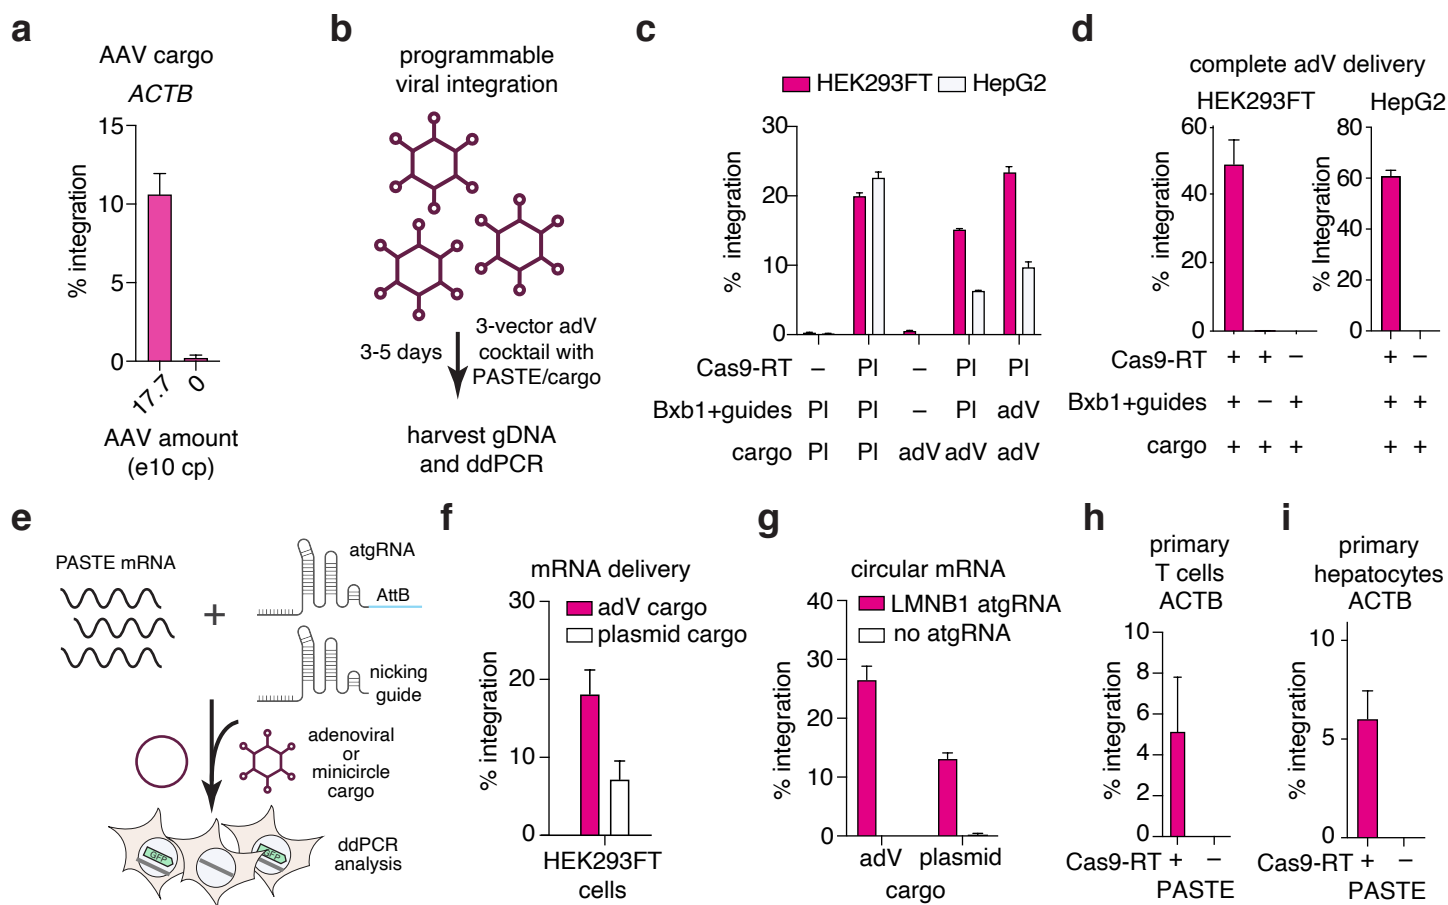 a
AAV cargo
ACTB
% integration
15
10
5
0
17.7 0
AAV amount
(e10 cp)
b
programmable
viral integration
3-5 days
3-vector adV
cocktail with
PASTE/cargo
harvest gDNA
and ddPCR
c
HEK293FT HepG2
% integration
30
20
10
0
Cas9-RT – Pl – Pl Pl
Bxb1+guides Pl Pl – Pl adV
cargo Pl Pl adV adV adV
d
complete adV delivery
HEK293FT
% integration
60
40
20
0
HepG2
% Integration
80
60
40
20
0
Cas9-RT + + – + –
Bxb1+guides + – + + +
cargo + + + + +
e
PASTE mRNA
+
atgRNA
AttB
nicking
guide
adenoviral
or
minicircle
cargo
GFP
GFP
ddPCR
analysis
f
mRNA delivery
adV cargo
plasmid cargo
% integration
30
20
10
0
HEK293FT
cells
g
circular mRNA
LMNB1 atgRNA
no atgRNA
% integration
40
30
20
10
0
adV plasmid
cargo
h
primary
T cells
ACTB
% integration
10
8
6
4
2
0
Cas9-RT + –
PASTE
i
primary
hepatocytes
ACTB
% integration
10
5
0
Cas9-RT + –
PASTE